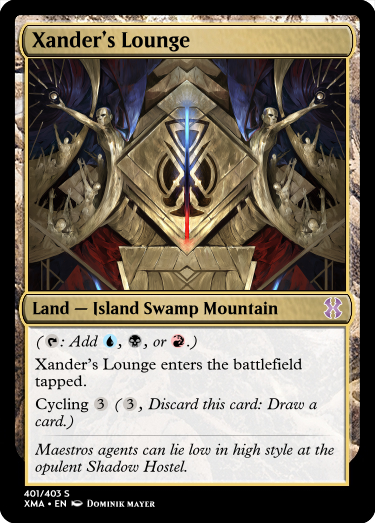 Xander's Lounge
Land — Island Swamp Mountain
( : Add , , or .)
Xander's Lounge enters the battlefield
tapped.
Cycling 3 ( 3, Discard this card: Draw a
card.)
Maestros agents can lie low in high style at the
opulent Shadow Hostel.
401/403 S
XMA • EN DOMINIK MAYER